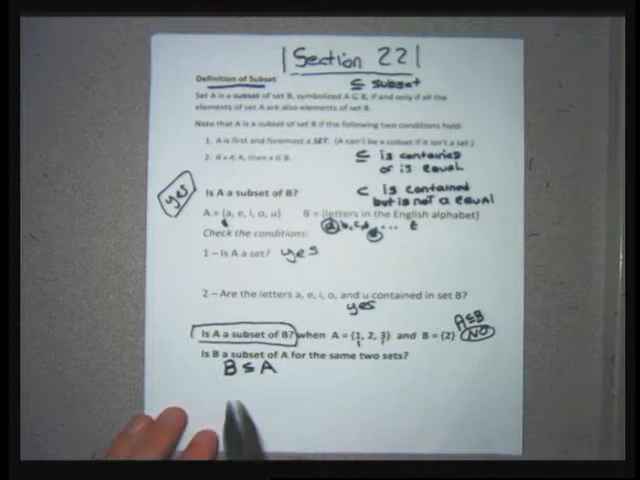 Section 22
Definition of Subset
⊆ subset
Set A is a subset of set B, symbolized A ⊆ B, if and only if all the
elements of set A are also elements of set B.
Note that A is a subset of set B if the following two conditions hold:
1. A is first and foremost a SET. (A can't be a subset if it isn't a set.)
2. if x ∈ A, then x ∈ B.
⊆ is contained
or is equal
⊂ is contained
but is not a equal
yes
Is A a subset of B?
A = {a, e, i, o, u} B = {letters in the English alphabet}
a b, c, d, e ... z
Check the conditions:
1 – Is A a set? yes
2 – Are the letters a, e, i, o, and u contained in set B?
yes
A⊆B
Is A a subset of B? when A = {1, 2, 3} and B = {2} NO
Is B a subset of A for the same two sets?
B ⊆ A